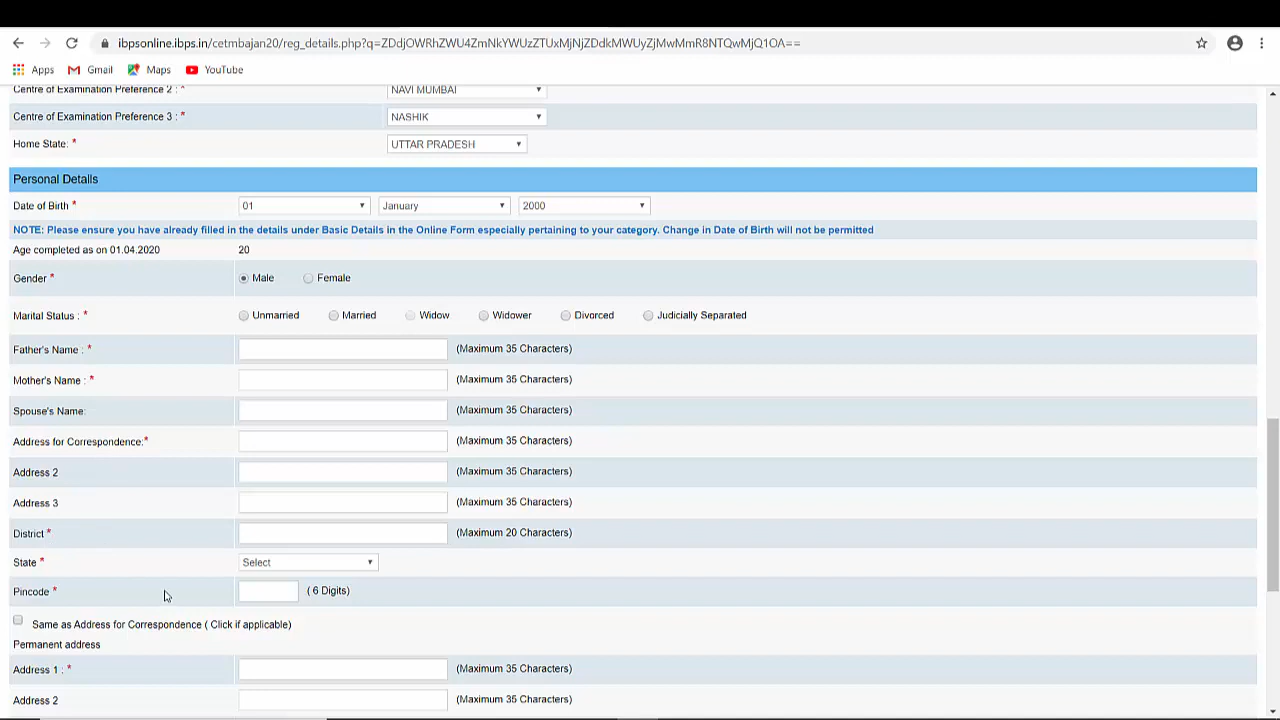 ibpsonline.ibps.in/cetmbajan20/reg_details.php?q=ZDdjOWRhZWU4ZmNkYWUzZTUxMjNjZDdkMWUyZjMwMmR8NTQwMjQ1OA==
Apps Gmail Maps YouTube
Centre of Examination Preference 2 : * NAVI MUMBAI
Centre of Examination Preference 3 : * NASHIK
Home State: * UTTAR PRADESH
Personal Details
Date of Birth * 01 January 2000
NOTE: Please ensure you have already filled in the details under Basic Details in the Online Form especially pertaining to your category. Change in Date of Birth will not be permitted
Age completed as on 01.04.2020 20
Gender * Male Female
Marital Status : * Unmarried Married Widow Widower Divorced Judicially Separated
Father's Name : * (Maximum 35 Characters)
Mother's Name : * (Maximum 35 Characters)
Spouse's Name: (Maximum 35 Characters)
Address for Correspondence:* (Maximum 35 Characters)
Address 2 (Maximum 35 Characters)
Address 3 (Maximum 35 Characters)
District * (Maximum 20 Characters)
State * Select
Pincode * ( 6 Digits)
Same as Address for Correspondence ( Click if applicable)
Permanent address
Address 1 : * (Maximum 35 Characters)
Address 2 (Maximum 35 Characters)